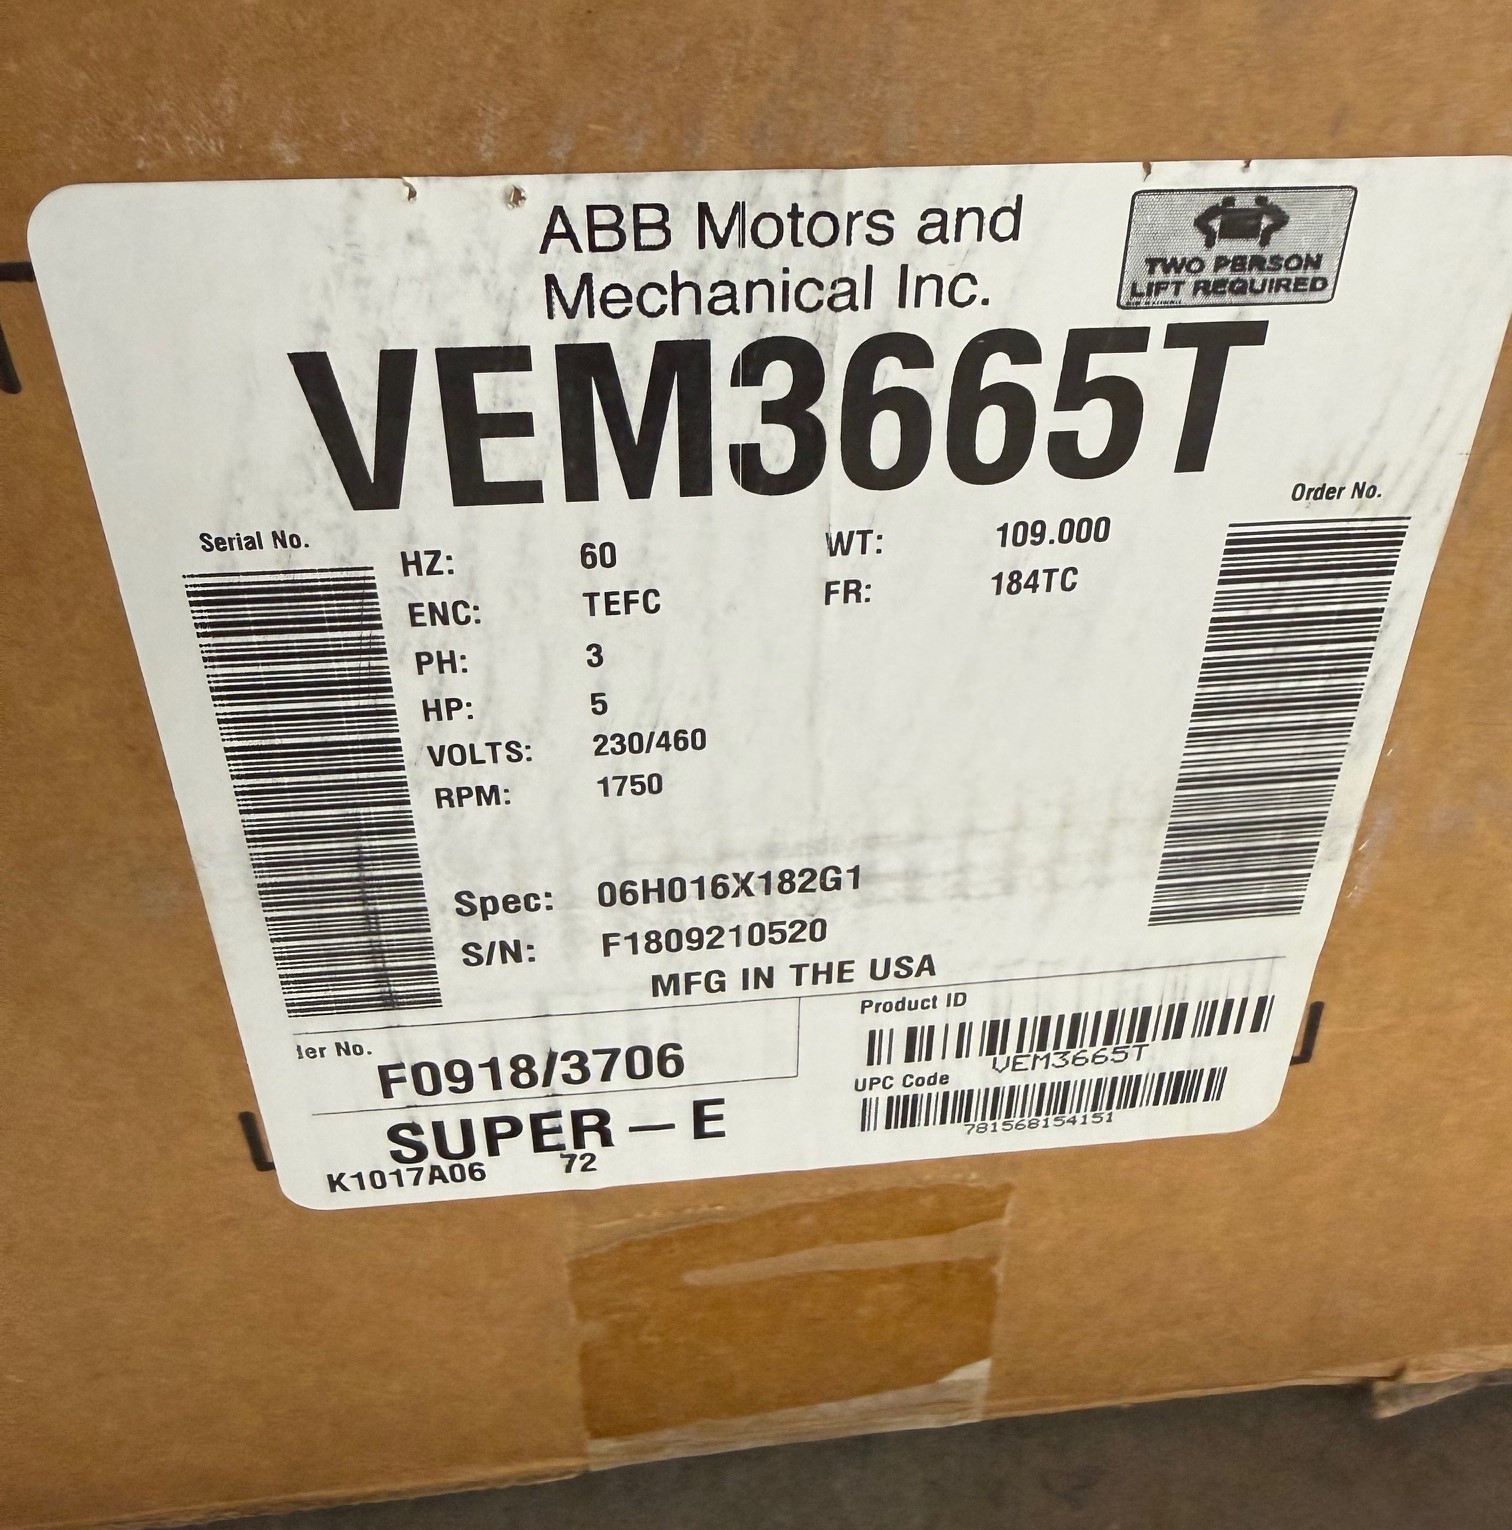 ABB Motors and
Mechanical Inc.
TWO PERSON
LIFT REQUIRED
VEM3665T
Serial No.
Order No.
HZ: 60 WT: 109.000
ENC: TEFC FR: 184TC
PH: 3
HP: 5
VOLTS: 230/460
RPM: 1750
Spec: 06H016X182G1
S/N: F1809210520
MFG IN THE USA
der No.
F0918/3706
Product ID
VEM3665T
UPC Code
781568154151
SUPER – E
K1017A06 72